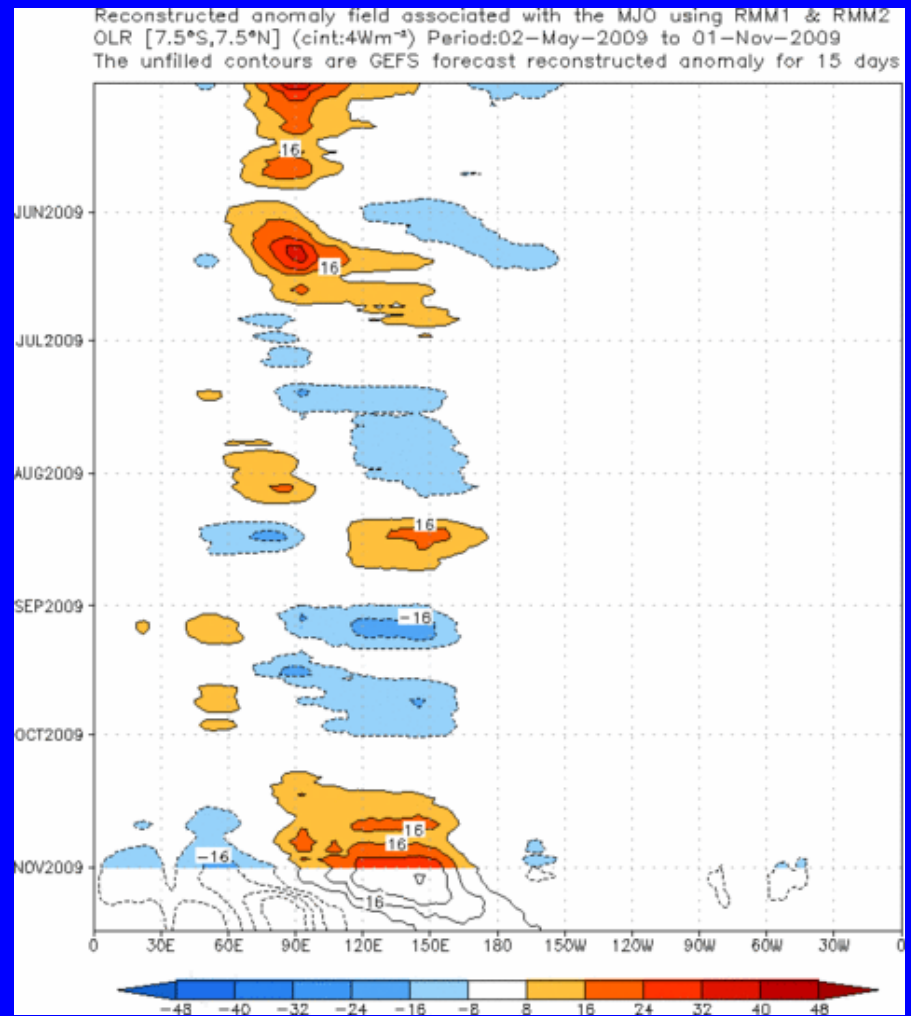 Reconstructed anomaly field associated with the MJO using RMM1 & RMM2
OLR [7.5°S,7.5°N] (cint:4Wm⁻²) Period:02-May-2009 to 01-Nov-2009
The unfilled contours are GEFS forecast reconstructed anomaly for 15 days
16
JUN2009
16
JUL2009
AUG2009
16
SEP2009
-16
OCT2009
16
16
-16
NOV2009
16
0 30E 60E 90E 120E 150E 180 150W 120W 90W 60W 30W 0
-48 -40 -32 -24 -16 -8 8 16 24 32 40 48